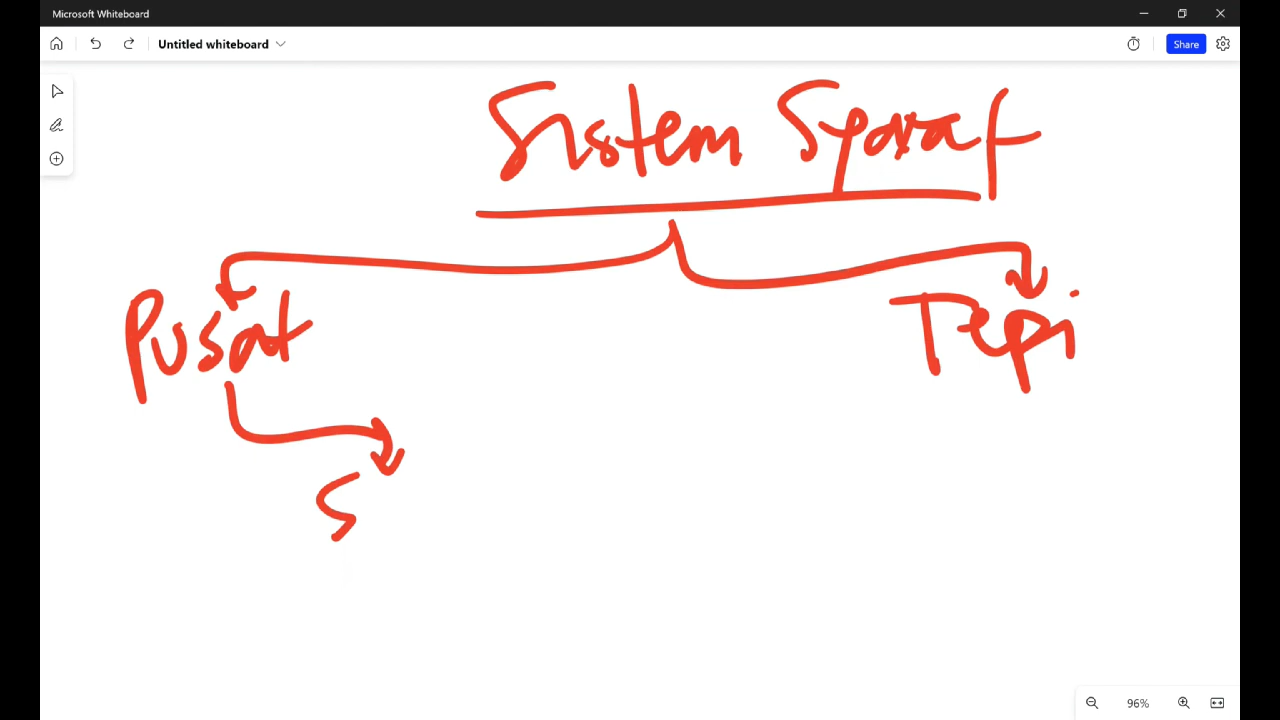 Microsoft Whiteboard
Untitled whiteboard
Share
Sistem Syaraf
Pusat
Tepi
S
96%